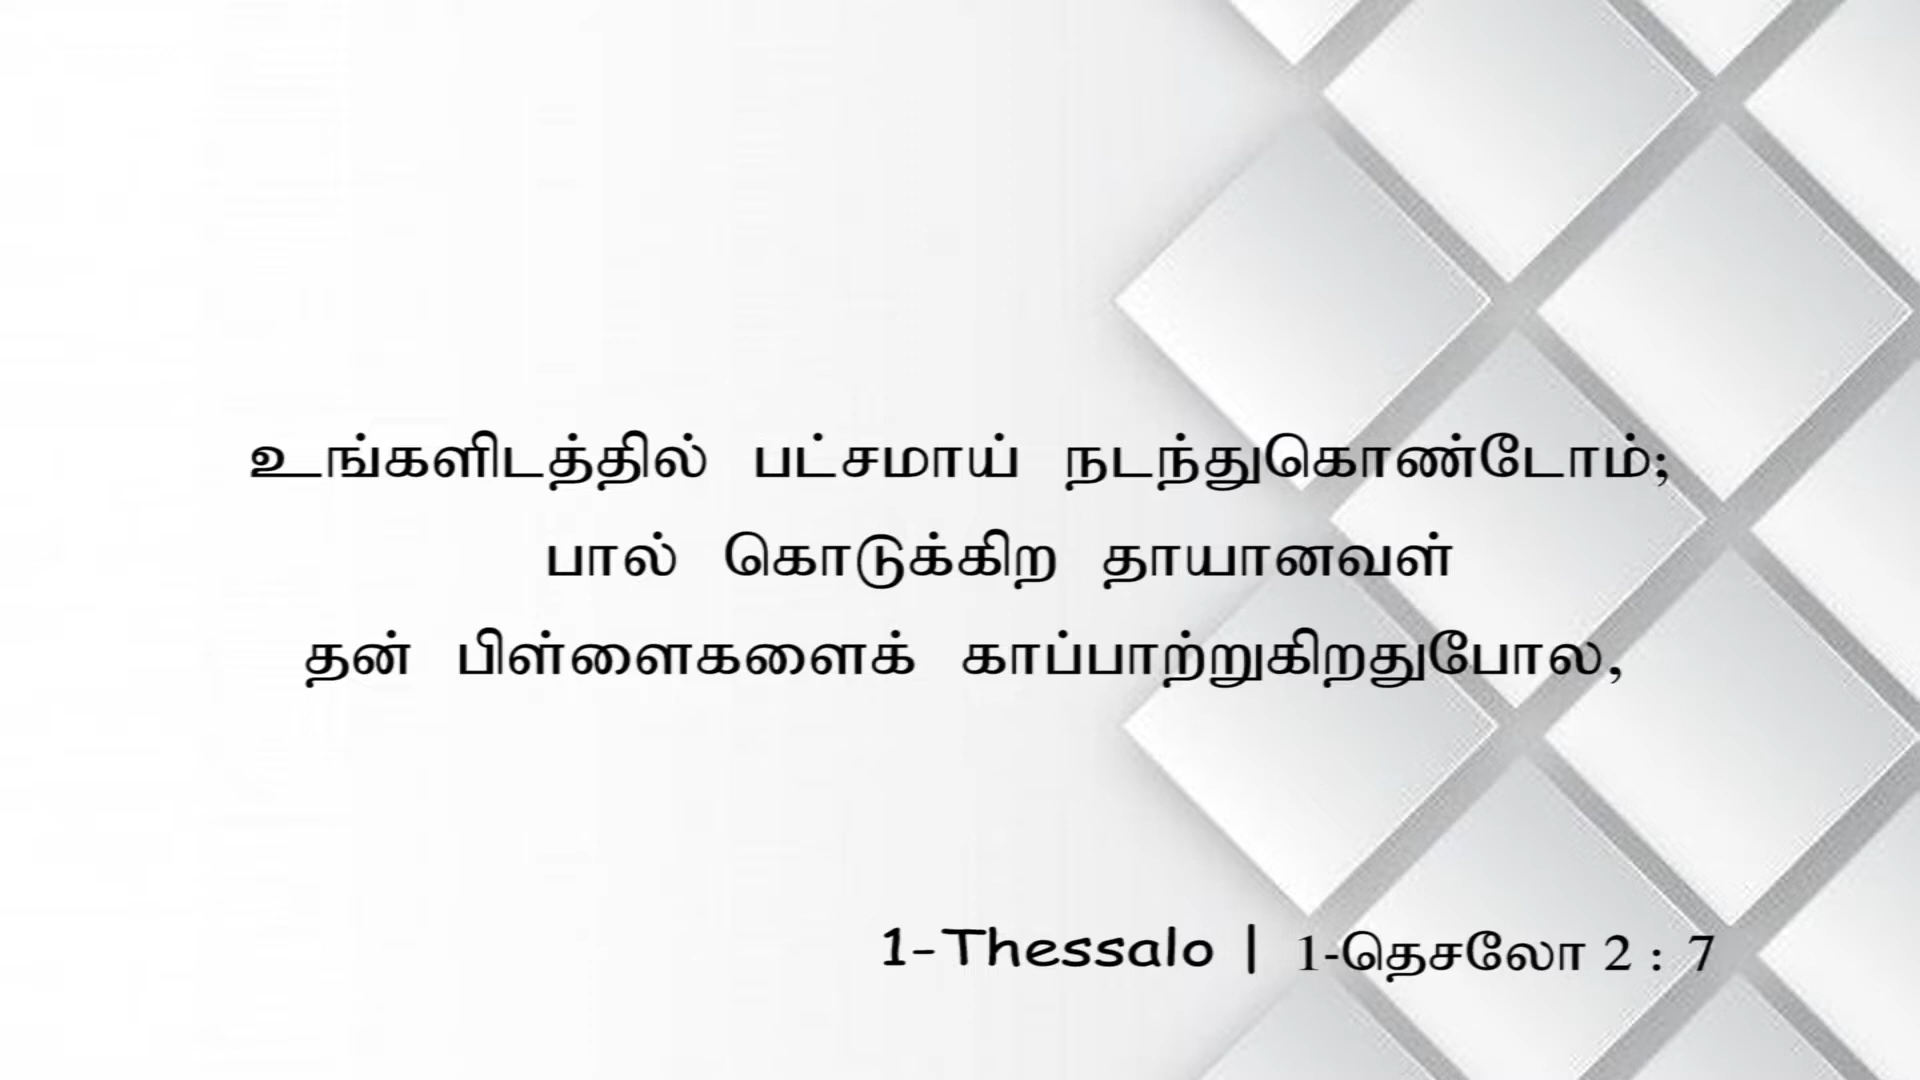 உங்களிடத்தில் பட்சமாய் நடந்துகொண்டோம்;
பால் கொடுக்கிற தாயானவள்
தன் பிள்ளைகளைக் காப்பாற்றுகிறதுபோல,
1-Thessalo | 1-தெசலோ 2 : 7